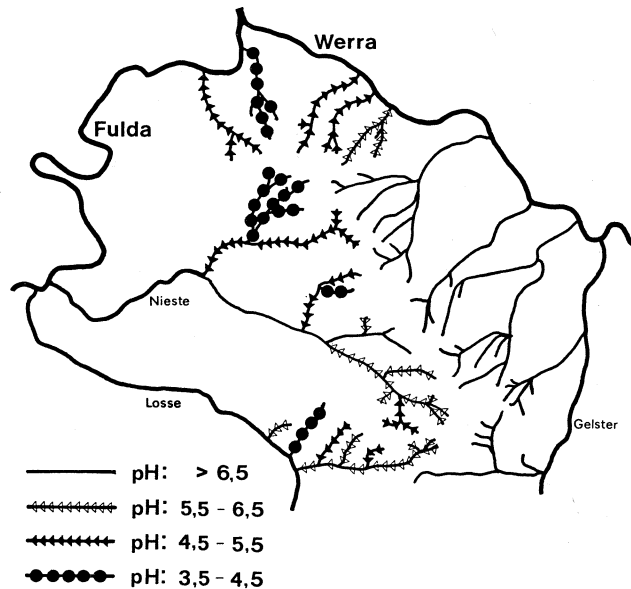 Werra
Fulda
Nieste
Losse
Gelster
pH: > 6,5
pH: 5,5 - 6,5
pH: 4,5 - 5,5
pH: 3,5 - 4,5